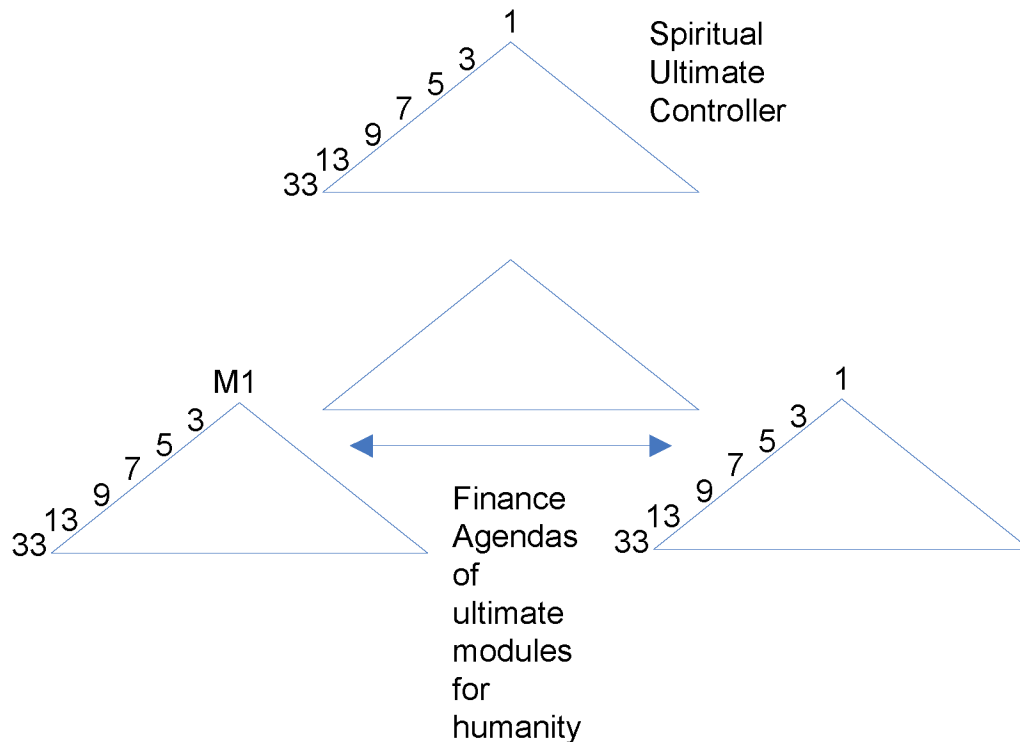 1
3
5
7
9
13
33
Spiritual
Ultimate
Controller
M1
3
5
7
9
13
33
Finance
Agendas
of
ultimate
modules
for
humanity
1
3
5
7
9
13
33